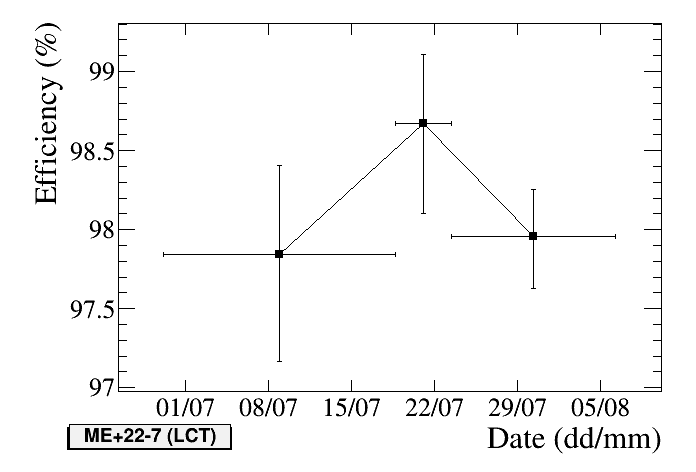 Efficiency (%)
99
98.5
98
97.5
97
01/07 08/07 15/07 22/07 29/07 05/08
ME+22-7 (LCT)
Date (dd/mm)